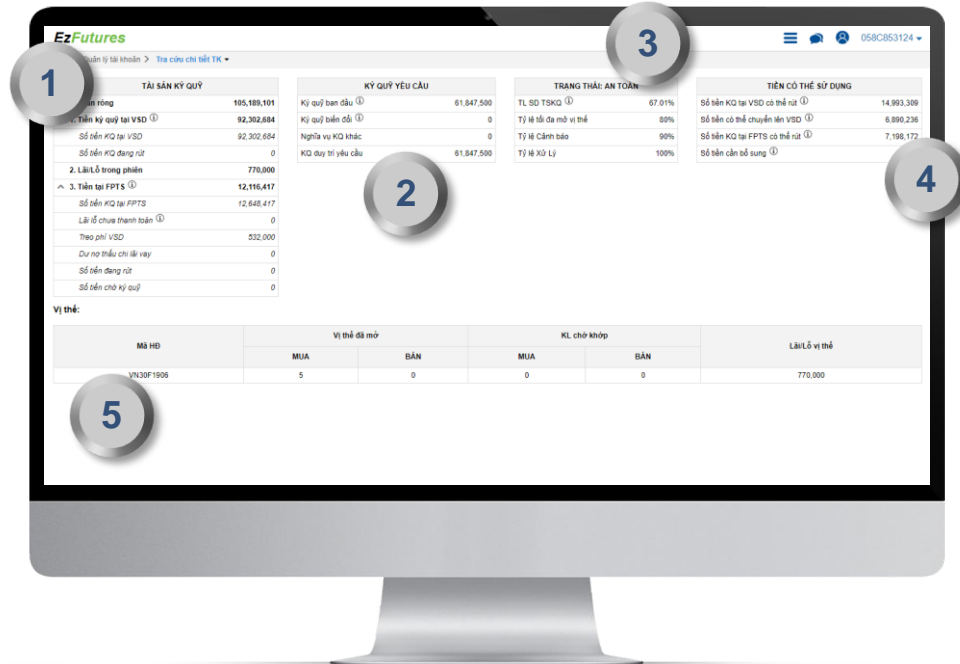 EzFutures
058C853124
Quản lý tài khoản > Tra cứu chi tiết TK
1
2
3
4
5
TÀI SẢN KÝ QUỸ
ròng 105,189,101
1. Tiền ký quỹ tại VSD 92,302,684
Số tiền KQ tại VSD 92,302,684
Số tiền KQ đang rút 0
2. Lãi/Lỗ trong phiên 770,000
3. Tiền tại FPTS 12,116,417
Số tiền KQ tại FPTS 12,648,417
Lãi lỗ chưa thanh toán 0
Treo phí VSD 532,000
Dư nợ thấu chi lãi vay 0
Số tiền đang rút 0
Số tiền chờ ký quỹ 0
KÝ QUỸ YÊU CẦU
Ký quỹ ban đầu 61,847,500
Ký quỹ biến đổi 0
Nghĩa vụ KQ khác 0
KQ duy trì yêu cầu 61,847,500
TRẠNG THÁI: AN TOÀN
TL SD TSKQ 67.01%
Tỷ lệ tối đa mở vị thế 80%
Tỷ lệ Cảnh báo 90%
Tỷ lệ Xử Lý 100%
TIỀN CÓ THỂ SỬ DỤNG
Số tiền KQ tại VSD có thể rút 14,993,309
Số tiền có thể chuyển lên VSD 6,890,236
Số tiền KQ tại FPTS có thể rút 7,198,172
Số tiền cần bổ sung
Vị thế:
Mã HĐ Vị thế đã mở KL chờ khớp Lãi/Lỗ vị thế
MUA BÁN MUA BÁN
VN30F1906 5 0 0 0 770,000